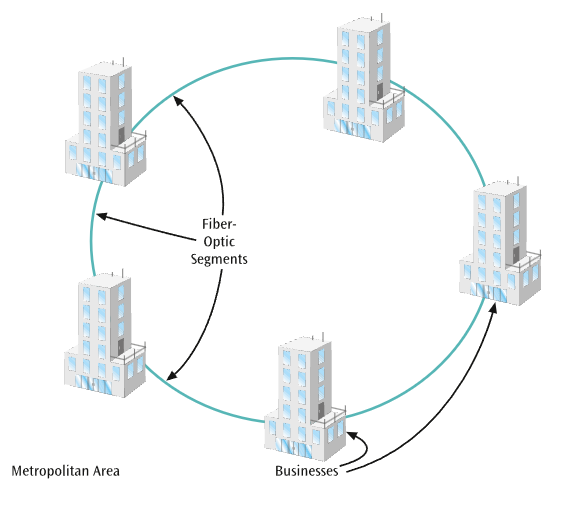 Fiber-
Optic
Segments
Metropolitan Area
Businesses